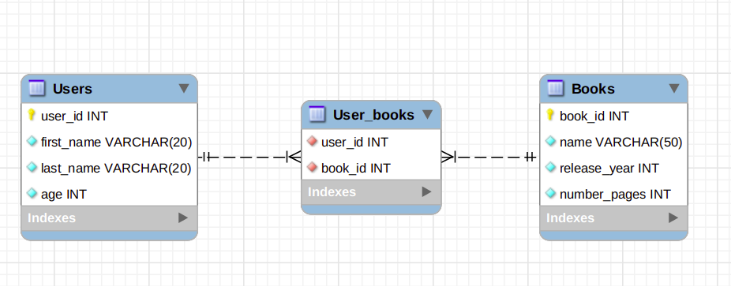 Users
user_id INT
first_name VARCHAR(20)
last_name VARCHAR(20)
age INT
Indexes
User_books
user_id INT
book_id INT
Indexes
Books
book_id INT
name VARCHAR(50)
release_year INT
number_pages INT
Indexes